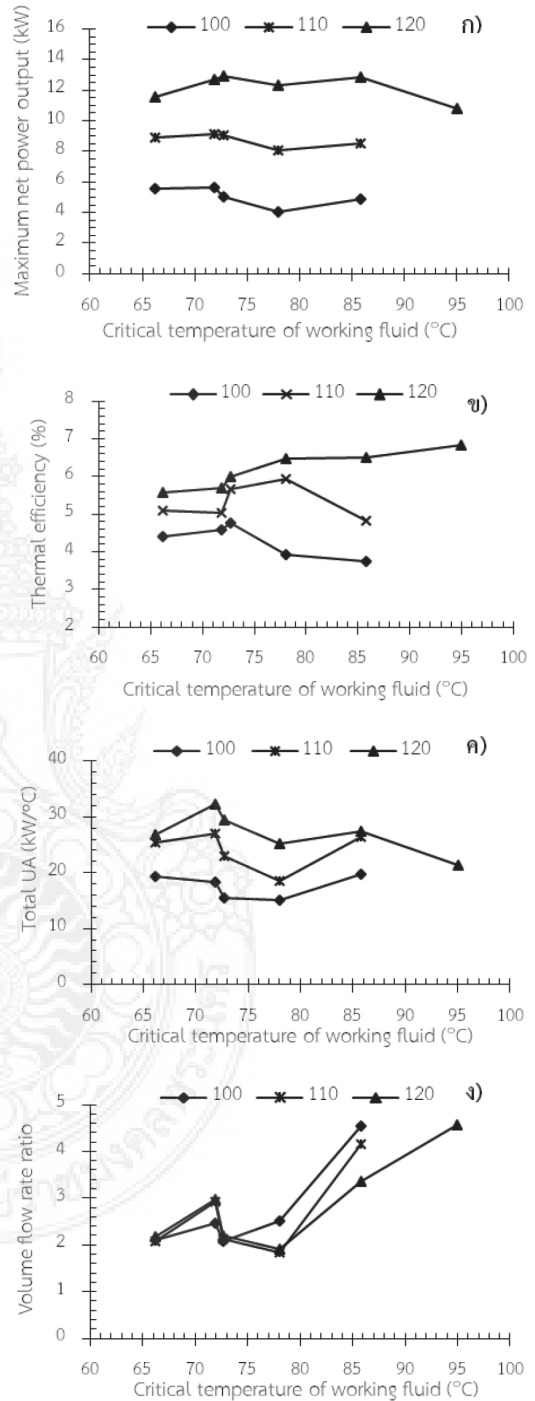 100 110 120 ก)
Maximum net power output (kW)
16
14
12
10
8
6
4
2
0
60 65 70 75 80 85 90 95 100
Critical temperature of working fluid (°C)
100 110 120 ข)
Thermal efficiency (%)
8
7
6
5
4
3
2
60 65 70 75 80 85 90 95 100
Critical temperature of working fluid (°C)
100 110 120 ค)
Total UA (kW/°C)
40
30
20
10
0
60 65 70 75 80 85 90 95 100
Critical temperature of working fluid (°C)
100 110 120 ง)
Volume flow rate ratio
5
4
3
2
1
0
60 65 70 75 80 85 90 95 100
Critical temperature of working fluid (°C)